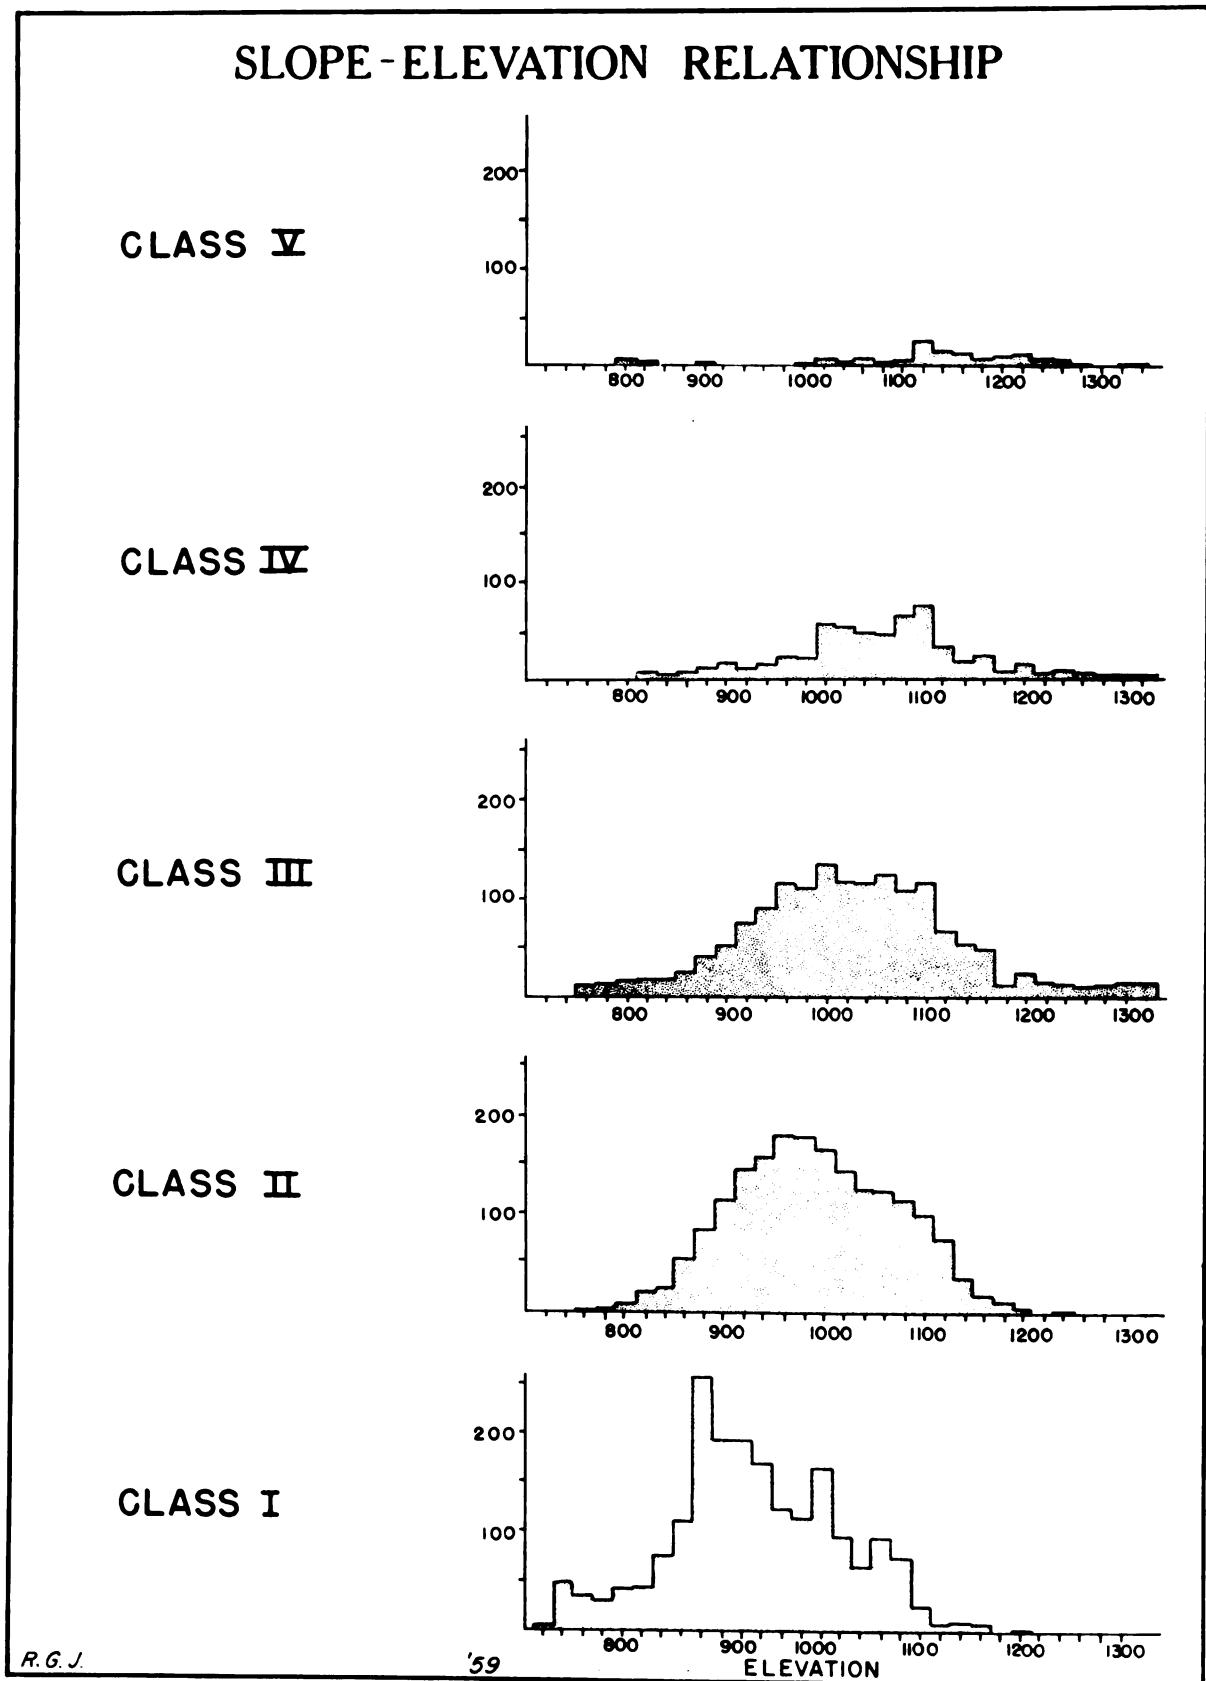 SLOPE-ELEVATION RELATIONSHIP
CLASS V
200
100
800 900 1000 1100 1200 1300
CLASS IV
200
100
800 900 1000 1100 1200 1300
CLASS III
200
100
800 900 1000 1100 1200 1300
CLASS II
200
100
800 900 1000 1100 1200 1300
CLASS I
200
100
800 900 1000 1100 1200 1300
ELEVATION
R.G.J. '59